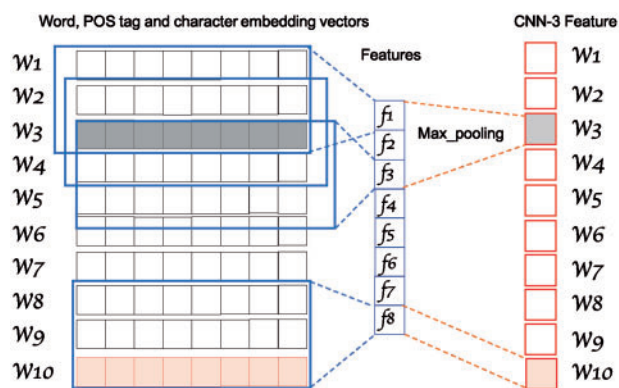 Word, POS tag and character embedding vectors
CNN-3 Feature
Features
Max_pooling
W1
W2
W3
W4
W5
W6
W7
W8
W9
W10
f1
f2
f3
f4
f5
f6
f7
f8
W1
W2
W3
W4
W5
W6
W7
W8
W9
W10